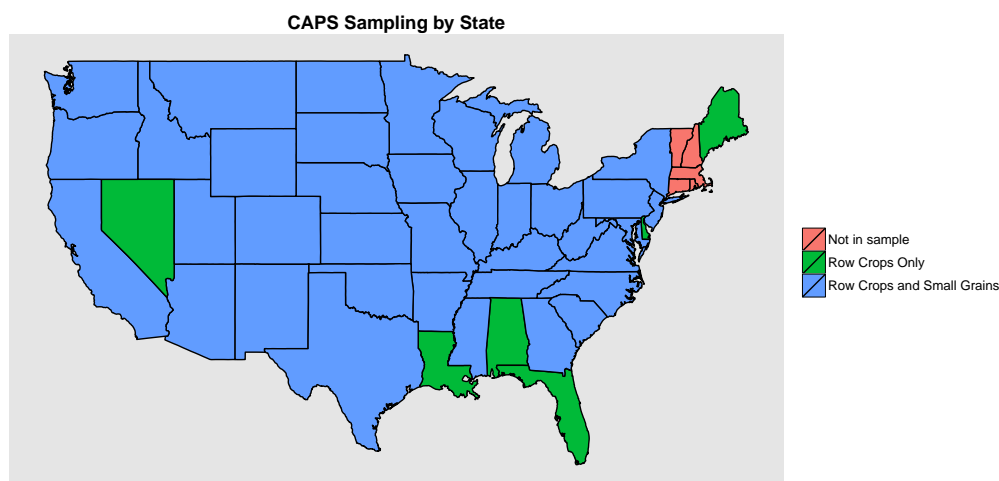 CAPS Sampling by State
Not in sample
Row Crops Only
Row Crops and Small Grains